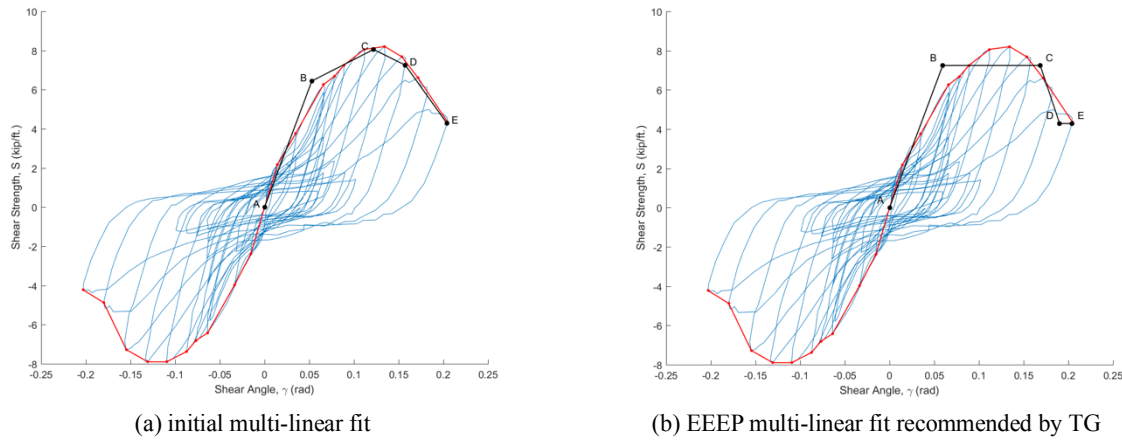 10
8
6
4
2
0
-2
-4
-6
-8
Shear Strength, S (kip/ft.)
A
B
C
D
E
-0.25 -0.2 -0.15 -0.1 -0.05 0 0.05 0.1 0.15 0.2 0.25
Shear Angle, γ (rad)
(a) initial multi-linear fit
10
8
6
4
2
0
-2
-4
-6
-8
Shear Strength, S (kip/ft.)
A
B
C
D
E
-0.25 -0.2 -0.15 -0.1 -0.05 0 0.05 0.1 0.15 0.2 0.25
Shear Angle, γ (rad)
(b) EEEP multi-linear fit recommended by TG